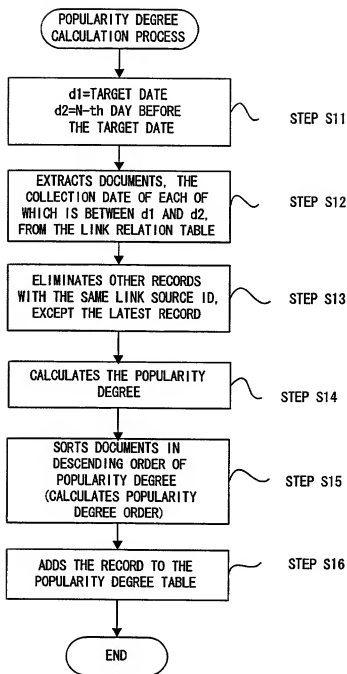 POPULARITY DEGREE
CALCULATION PROCESS
d1=TARGET DATE
d2=N-th DAY BEFORE
THE TARGET DATE
STEP S11
EXTRACTS DOCUMENTS, THE
COLLECTION DATE OF EACH OF
WHICH IS BETWEEN d1 AND d2,
FROM THE LINK RELATION TABLE
STEP S12
ELIMINATES OTHER RECORDS
WITH THE SAME LINK SOURCE ID,
EXCEPT THE LATEST RECORD
STEP S13
CALCULATES THE POPULARITY
DEGREE
STEP S14
SORTS DOCUMENTS IN
DESCENDING ORDER OF
POPULARITY DEGREE
(CALCULATES POPULARITY
DEGREE ORDER)
STEP S15
ADDS THE RECORD TO THE
POPULARITY DEGREE TABLE
STEP S16
END